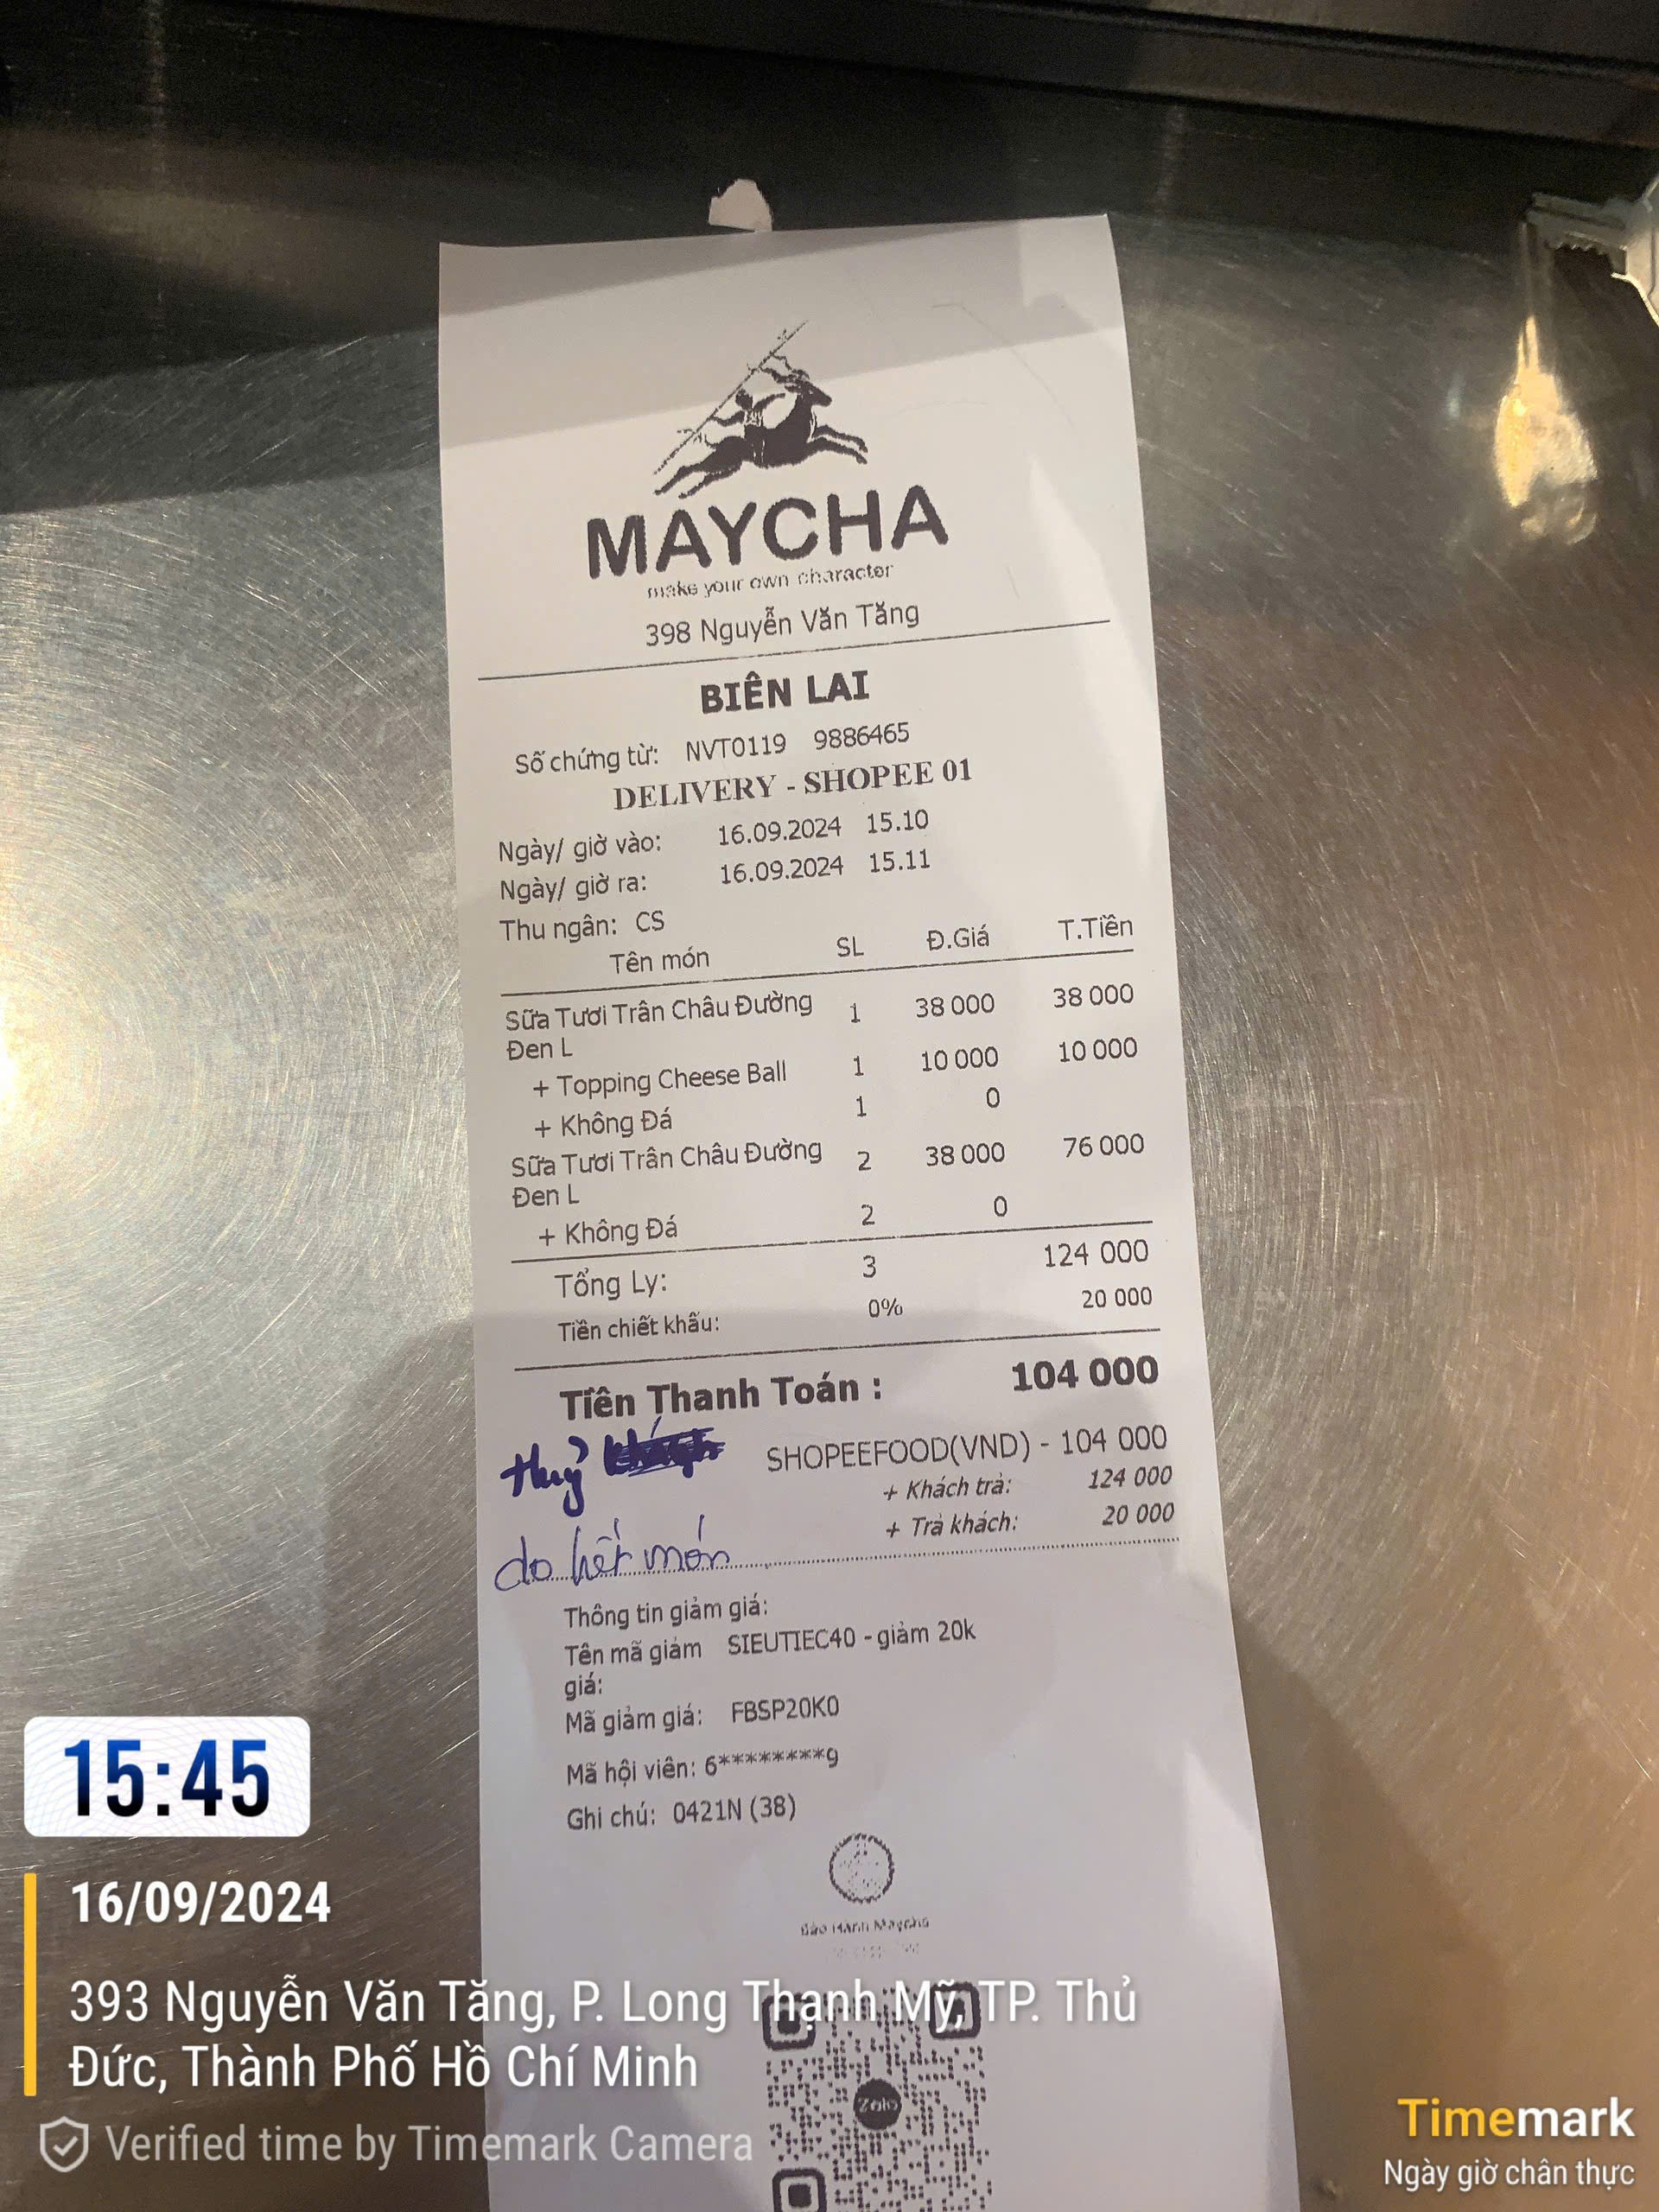 MAYCHA
make your own character
398 Nguyễn Văn Tăng
BIÊN LAI
Số chứng từ: NVT0119 9886465
DELIVERY - SHOPEE 01
Ngày/ giờ vào: 16.09.2024 15.10
Ngày/ giờ ra: 16.09.2024 15.11
Thu ngân: CS
Tên món SL Đ.Giá T.Tiền
Sữa Tươi Trân Châu Đường 1 38 000 38 000
Đen L
+ Topping Cheese Ball 1 10 000 10 000
+ Không Đá 1 0
Sữa Tươi Trân Châu Đường 2 38 000 76 000
Đen L
+ Không Đá 2 0
Tổng Ly: 3 124 000
Tiền chiết khấu: 0% 20 000
Tiền Thanh Toán : 104 000
thuỷ
SHOPEEFOOD(VND) - 104 000
+ Khách trả: 124 000
+ Trả khách: 20 000
do hết món
Thông tin giảm giá:
Tên mã giảm SIEUTIEC40 - giảm 20k
giá:
Mã giảm giá: FBSP20K0
Mã hội viên: 6********9
Ghi chú: 0421N (38)
Zalo
15:45
16/09/2024
393 Nguyễn Văn Tăng, P. Long Thạnh Mỹ, TP. Thủ
Đức, Thành Phố Hồ Chí Minh
Verified time by Timemark Camera
Timemark
Ngày giờ chân thực